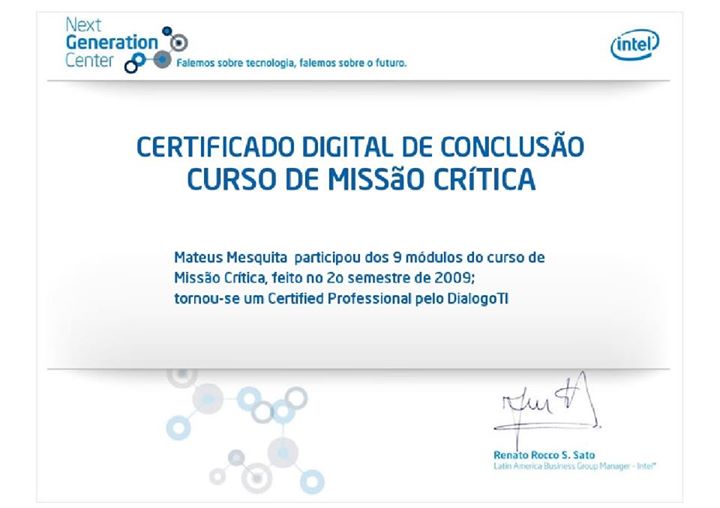 Next
Generation
Center
Falemos sobre tecnologia, falemos sobre o futuro.
intel
CERTIFICADO DIGITAL DE CONCLUSÃO
CURSO DE MISSãO CRíTICA
Mateus Mesquita participou dos 9 módulos do curso de
Missão Crítica, feito no 2o semestre de 2009;
tornou-se um Certified Professional pelo DialogoTI
Renato Rocco S. Sato
Latin America Business Group Manager - Intel®